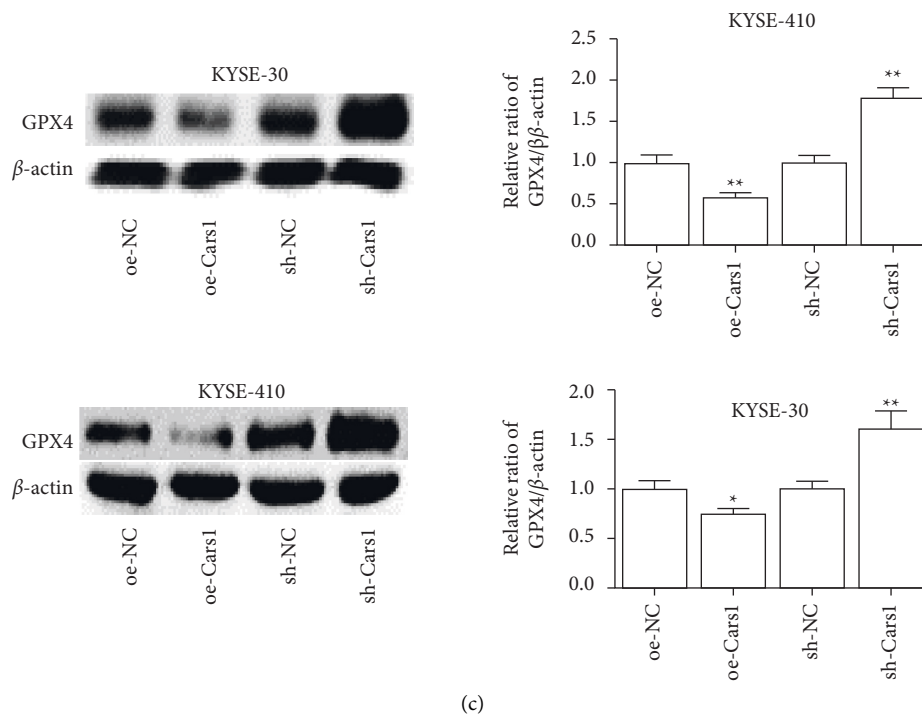 KYSE-30
GPX4
β-actin
oe-NC
oe-Cars1
sh-NC
sh-Cars1
KYSE-410
Relative ratio of
GPX4/ββ-actin
2.5
2.0
1.5
1.0
0.5
0.0
**
**
oe-NC
oe-Cars1
sh-NC
sh-Cars1
KYSE-410
GPX4
β-actin
oe-NC
oe-Cars1
sh-NC
sh-Cars1
KYSE-30
Relative ratio of
GPX4/β-actin
2.0
1.5
1.0
0.5
0.0
*
**
oe-NC
oe-Cars1
sh-NC
sh-Cars1
(c)